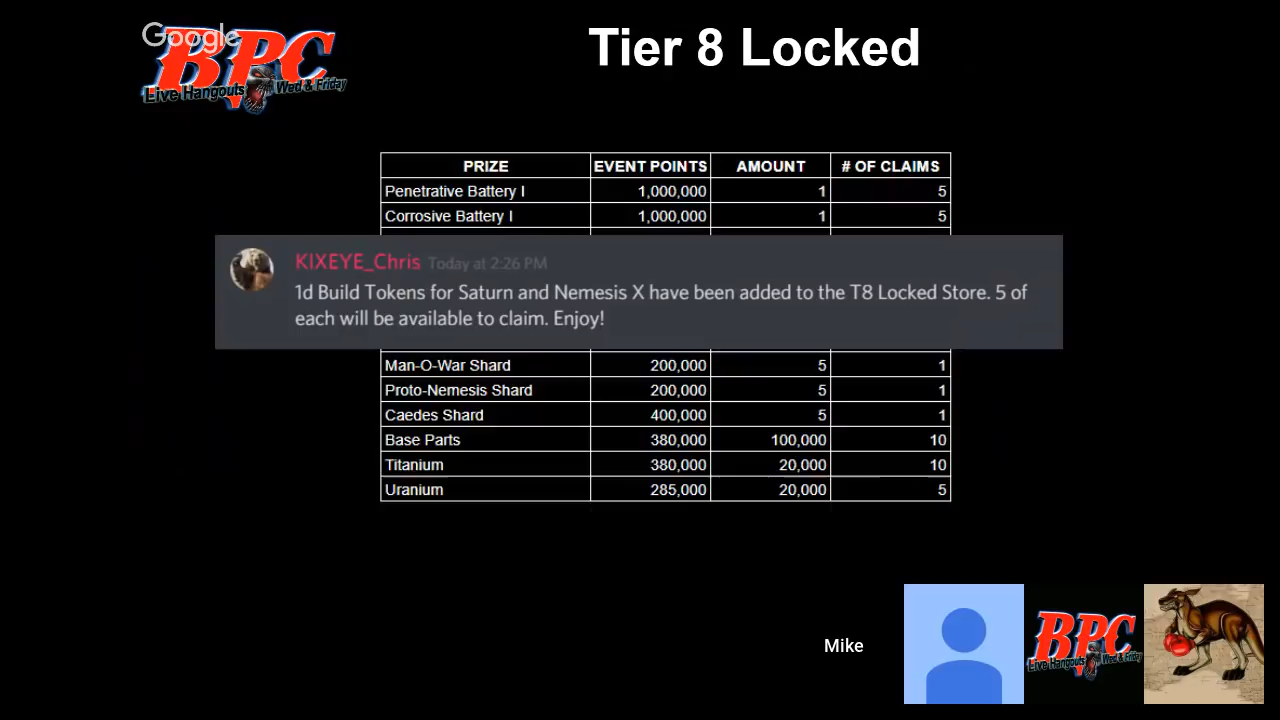 Google
BPC
Live Hangouts Wed & Friday
Tier 8 Locked
PRIZE EVENT POINTS AMOUNT # OF CLAIMS
Penetrative Battery I 1,000,000 1 5
Corrosive Battery I 1,000,000 1 5
KIXEYE_Chris Today at 2:26 PM
1d Build Tokens for Saturn and Nemesis X have been added to the T8 Locked Store. 5 of
each will be available to claim. Enjoy!
Man-O-War Shard 200,000 5 1
Proto-Nemesis Shard 200,000 5 1
Caedes Shard 400,000 5 1
Base Parts 380,000 100,000 10
Titanium 380,000 20,000 10
Uranium 285,000 20,000 5
Mike
BPC
Live Hangouts Wed & Friday